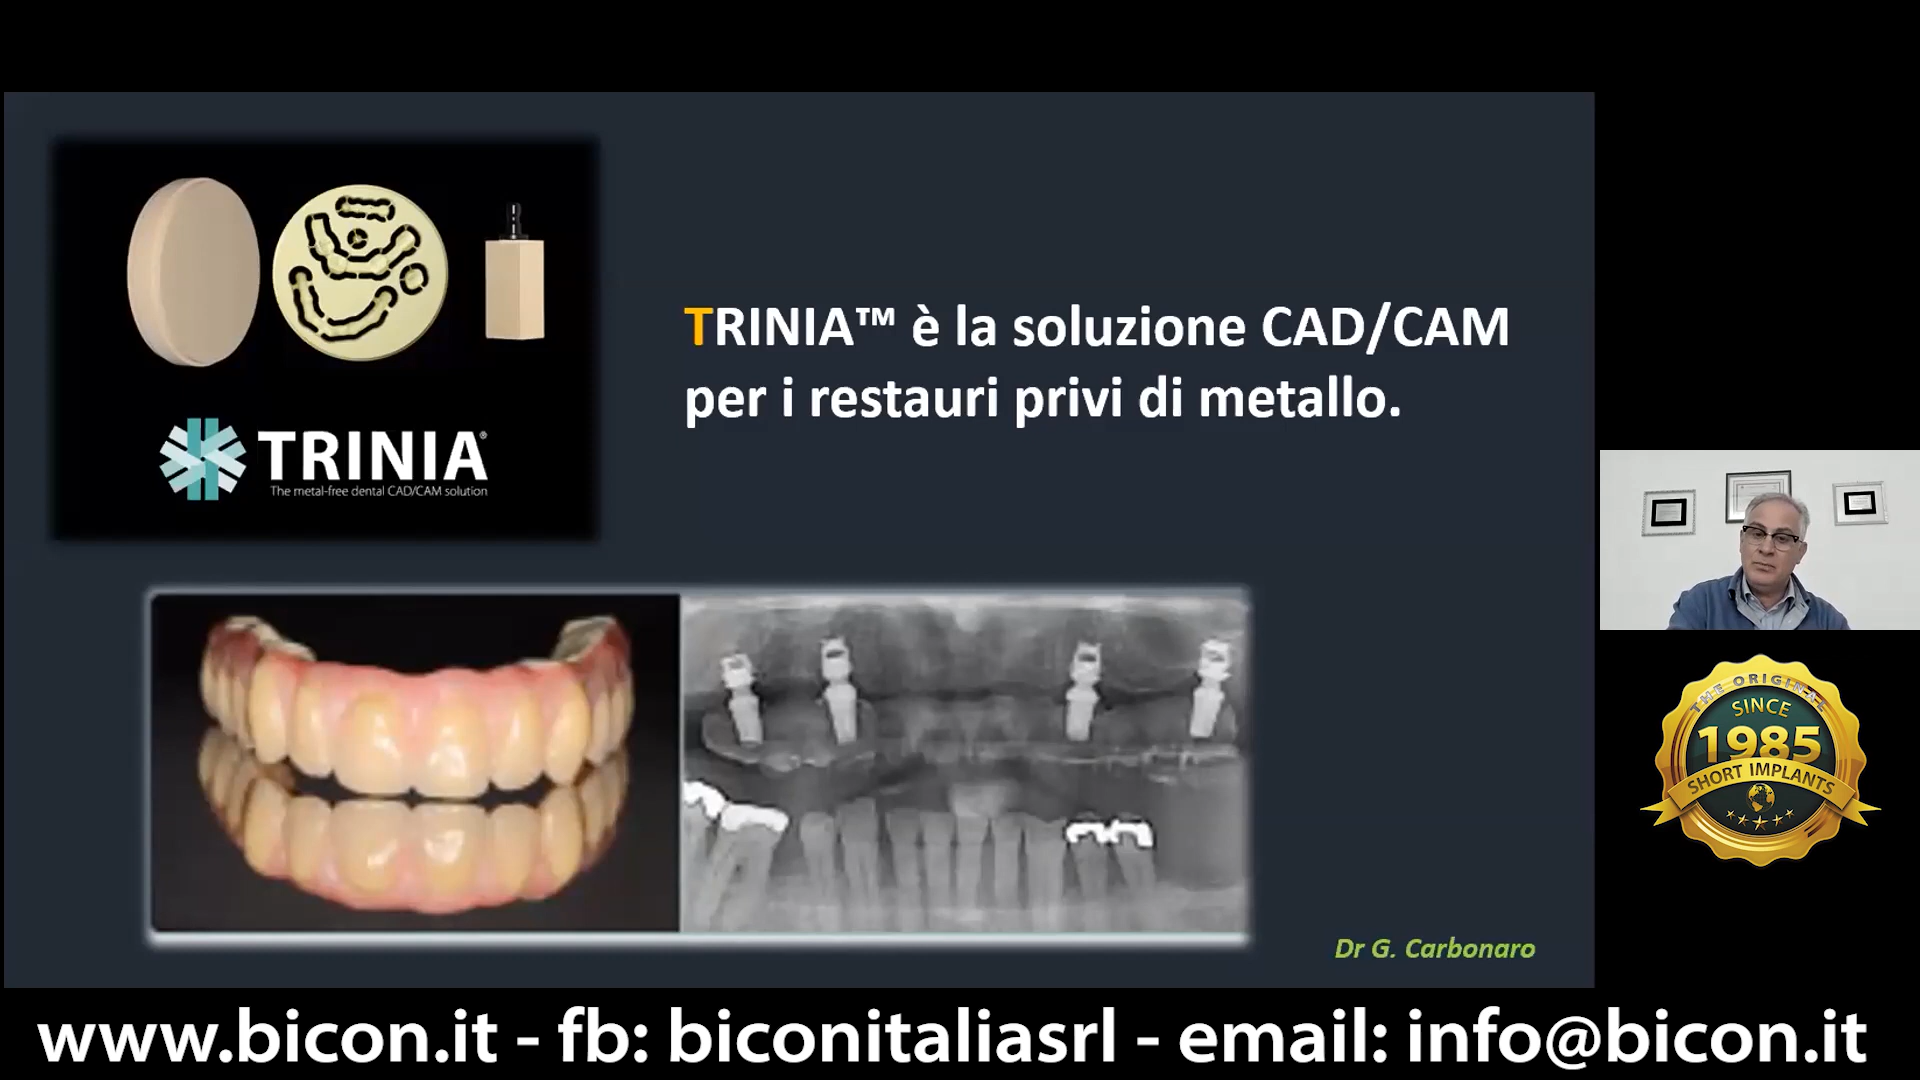 TRINIA®
The metal-free dental CAD/CAM solution
TRINIA™ è la soluzione CAD/CAM
per i restauri privi di metallo.
Dr G. Carbonaro
THE ORIGINAL
SINCE
1985
SHORT IMPLANTS
www.bicon.it - fb: biconitaliasrl - email: info@bicon.it